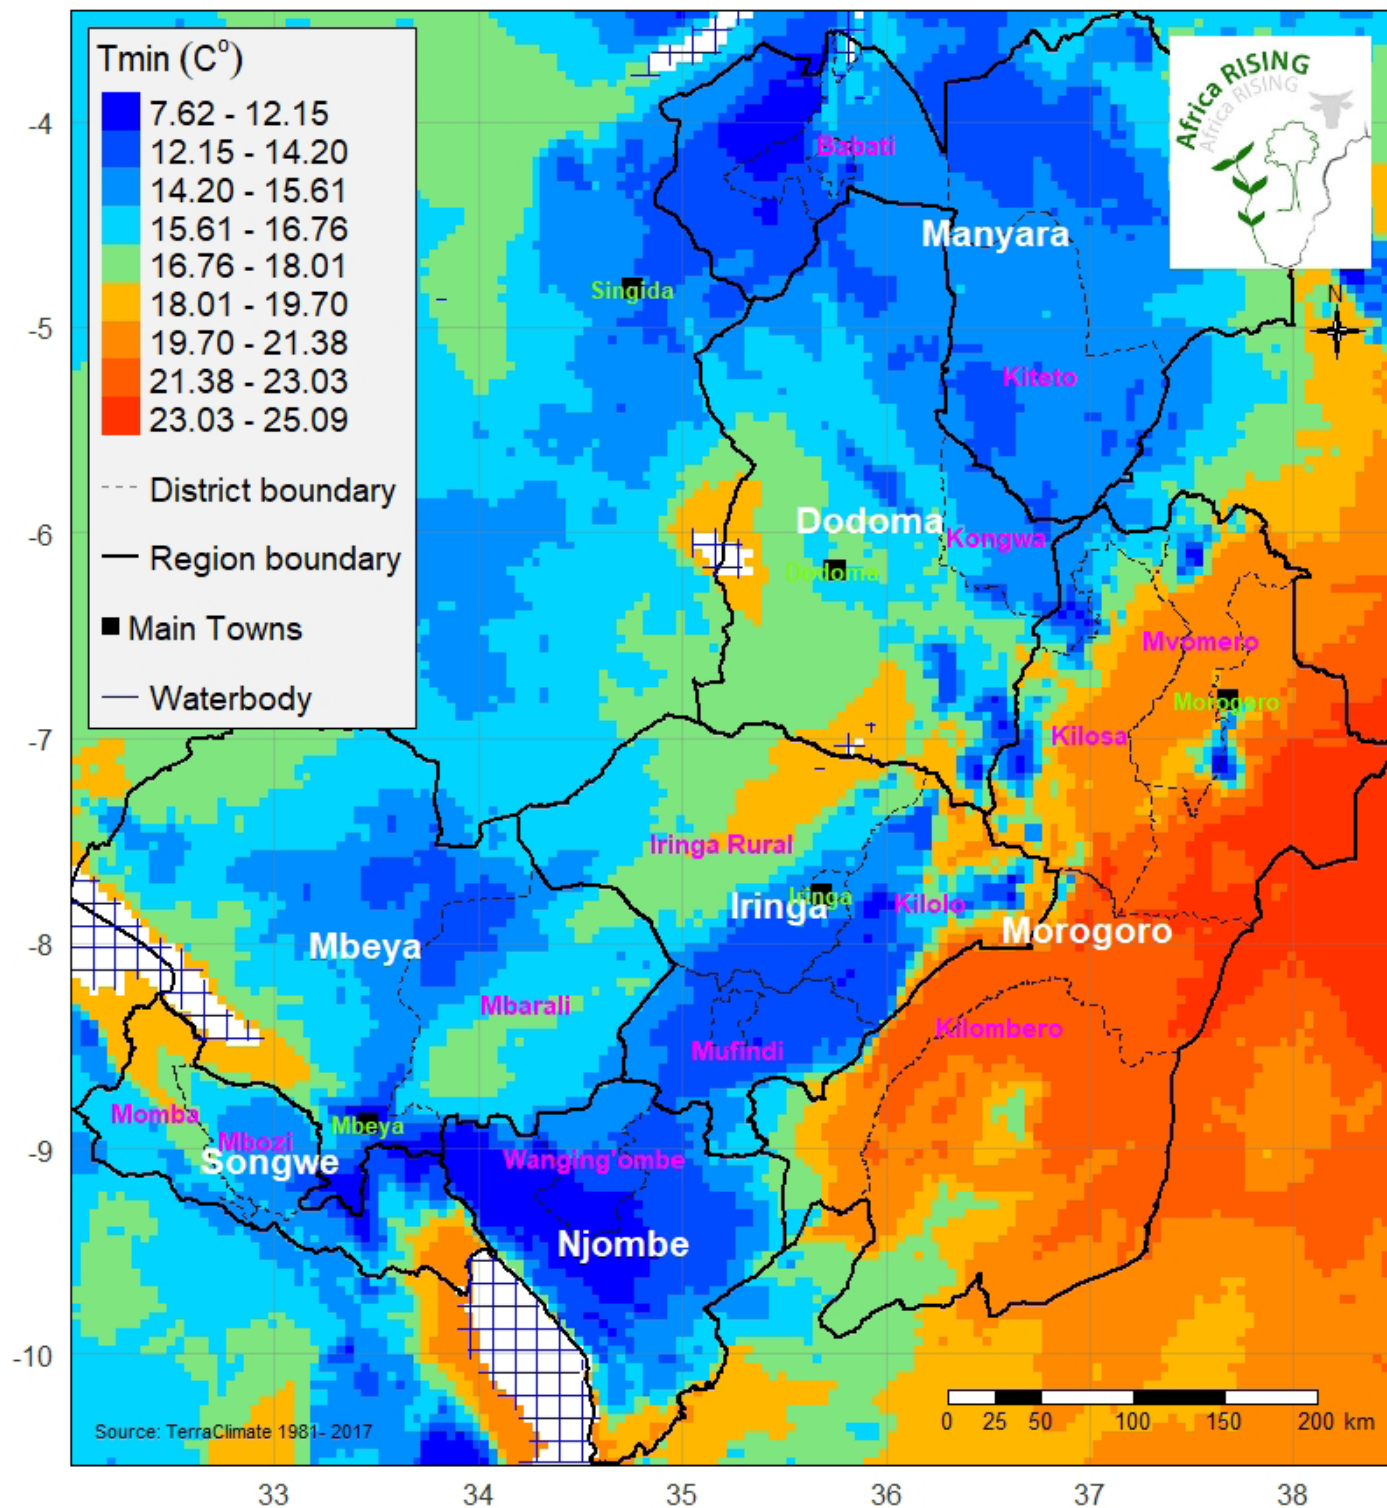 Tmin (C°)
7.62 - 12.15
12.15 - 14.20
14.20 - 15.61
15.61 - 16.76
16.76 - 18.01
18.01 - 19.70
19.70 - 21.38
21.38 - 23.03
23.03 - 25.09
District boundary
Region boundary
Main Towns
Waterbody
Africa RISING
Africa RISING
N
Babati
Manyara
Singida
Kiteto
Dodoma
Kongwa
Dodoma
Mvomero
Morogoro
Kilosa
Iringa Rural
Iringa
Iringa
Kilolo
Morogoro
Mbeya
Mbarali
Kilombero
Mufindi
Momba
Mbeya
Mbozi
Songwe
Wanging'ombe
Njombe
Source: TerraClimate 1981- 2017
0 25 50 100 150 200 km
-4
-5
-6
-7
-8
-9
-10
33 34 35 36 37 38